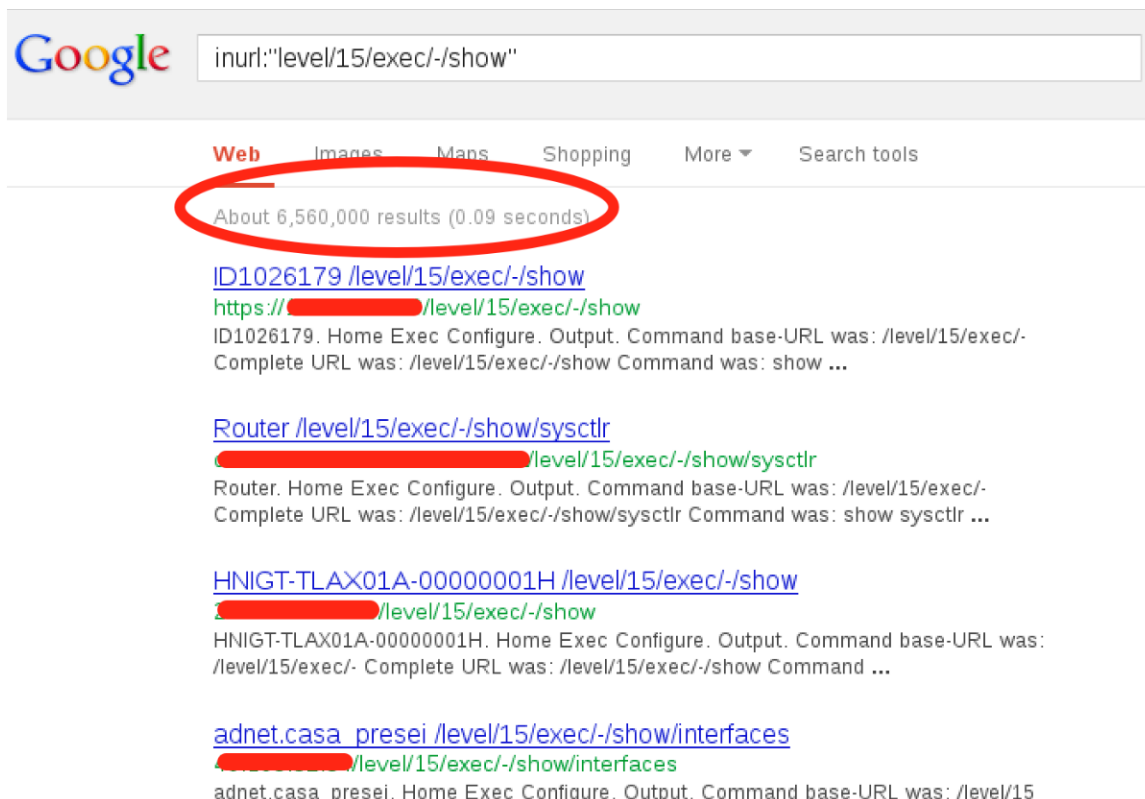 Google
inurl:"level/15/exec/-/show"
Web Images Maps Shopping More Search tools
About 6,560,000 results (0.09 seconds)
ID1026179 /level/15/exec/-/show
https:// /level/15/exec/-/show
ID1026179. Home Exec Configure. Output. Command base-URL was: /level/15/exec/-
Complete URL was: /level/15/exec/-/show Command was: show ...
Router /level/15/exec/-/show/sysctlr
/level/15/exec/-/show/sysctlr
Router. Home Exec Configure. Output. Command base-URL was: /level/15/exec/-
Complete URL was: /level/15/exec/-/show/sysctlr Command was: show sysctlr ...
HNIGT-TLAX01A-00000001H /level/15/exec/-/show
/level/15/exec/-/show
HNIGT-TLAX01A-00000001H. Home Exec Configure. Output. Command base-URL was:
/level/15/exec/- Complete URL was: /level/15/exec/-/show Command ...
adnet.casa_presei /level/15/exec/-/show/interfaces
/level/15/exec/-/show/interfaces
adnet.casa_presei. Home Exec Configure. Output. Command base-URL was: /level/15